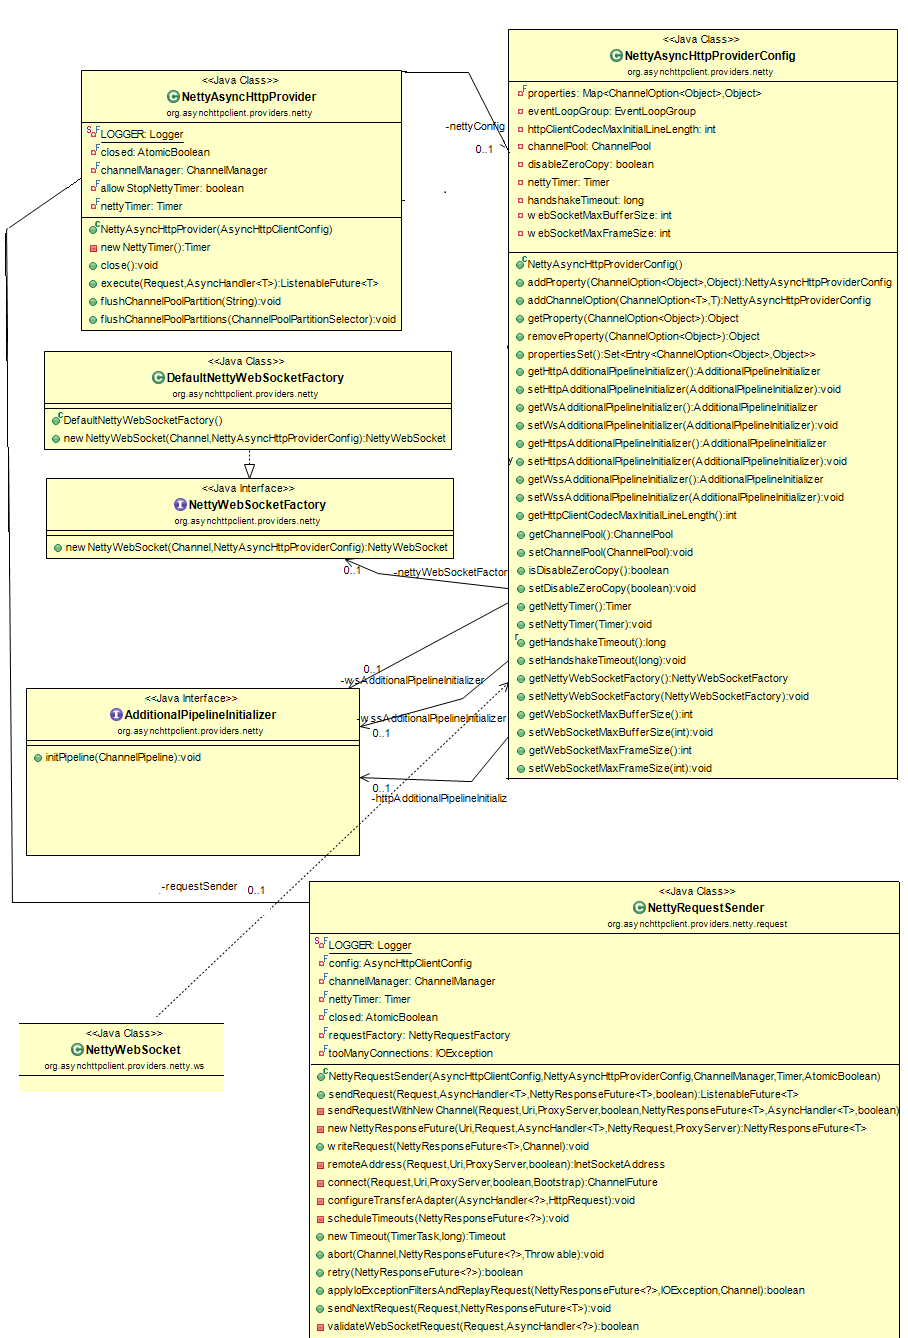 <<Java Class>>
NettyAsyncHttpProviderConfig
org.asynchttpclient.providers.netty
properties: Map<ChannelOption<Object>,Object>
eventLoopGroup: EventLoopGroup
httpClientCodecMaxInitialLineLength: int
channelPool: ChannelPool
disableZeroCopy: boolean
nettyTimer: Timer
handshakeTimeout: long
webSocketMaxBufferSize: int
webSocketMaxFrameSize: int
NettyAsyncHttpProviderConfig()
addProperty(ChannelOption<Object>,Object):NettyAsyncHttpProviderConfig
addChannelOption(ChannelOption<T>,T):NettyAsyncHttpProviderConfig
getProperty(ChannelOption<Object>):Object
removeProperty(ChannelOption<Object>):Object
propertiesSet():Set<Entry<ChannelOption<Object>,Object>>
getHttpAdditionalPipelineInitializer():AdditionalPipelineInitializer
setHttpAdditionalPipelineInitializer(AdditionalPipelineInitializer):void
getWsAdditionalPipelineInitializer():AdditionalPipelineInitializer
setWsAdditionalPipelineInitializer(AdditionalPipelineInitializer):void
getHttpsAdditionalPipelineInitializer():AdditionalPipelineInitializer
setHttpsAdditionalPipelineInitializer(AdditionalPipelineInitializer):void
getWssAdditionalPipelineInitializer():AdditionalPipelineInitializer
setWssAdditionalPipelineInitializer(AdditionalPipelineInitializer):void
getHttpClientCodecMaxInitialLineLength():int
getChannelPool():ChannelPool
setChannelPool(ChannelPool):void
isDisableZeroCopy():boolean
setDisableZeroCopy(boolean):void
getNettyTimer():Timer
setNettyTimer(Timer):void
getHandshakeTimeout():long
setHandshakeTimeout(long):void
getNettyWebSocketFactory():NettyWebSocketFactory
setNettyWebSocketFactory(NettyWebSocketFactory):void
getWebSocketMaxBufferSize():int
setWebSocketMaxBufferSize(int):void
getWebSocketMaxFrameSize():int
setWebSocketMaxFrameSize(int):void
<<Java Class>>
NettyAsyncHttpProvider
org.asynchttpclient.providers.netty
LOGGER: Logger
closed: AtomicBoolean
channelManager: ChannelManager
allowStopNettyTimer: boolean
nettyTimer: Timer
NettyAsyncHttpProvider(AsyncHttpClientConfig)
newNettyTimer():Timer
close():void
execute(Request,AsyncHandler<T>):ListenableFuture<T>
flushChannelPoolPartition(String):void
flushChannelPoolPartitions(ChannelPoolPartitionSelector):void
-nettyConfig
0..1
<<Java Class>>
DefaultNettyWebSocketFactory
org.asynchttpclient.providers.netty
DefaultNettyWebSocketFactory()
newNettyWebSocket(Channel,NettyAsyncHttpProviderConfig):NettyWebSocket
<<Java Interface>>
NettyWebSocketFactory
org.asynchttpclient.providers.netty
newNettyWebSocket(Channel,NettyAsyncHttpProviderConfig):NettyWebSocket
0..1
-nettyWebSocketFactor
y
r
0..1
-wsAdditionalPipelineInitializer
<<Java Interface>>
AdditionalPipelineInitializer
org.asynchttpclient.providers.netty
initPipeline(ChannelPipeline):void
-wssAdditionalPipelineInitializer
0..1
0..1
-httpAdditionalPipelineInitializ
-requestSender
0..1
<<Java Class>>
NettyWebSocket
org.asynchttpclient.providers.netty.ws
<<Java Class>>
NettyRequestSender
org.asynchttpclient.providers.netty.request
LOGGER: Logger
config: AsyncHttpClientConfig
channelManager: ChannelManager
nettyTimer: Timer
closed: AtomicBoolean
requestFactory: NettyRequestFactory
tooManyConnections: IOException
NettyRequestSender(AsyncHttpClientConfig,NettyAsyncHttpProviderConfig,ChannelManager,Timer,AtomicBoolean)
sendRequest(Request,AsyncHandler<T>,NettyResponseFuture<T>,boolean):ListenableFuture<T>
sendRequestWithNewChannel(Request,Uri,ProxyServer,boolean,NettyResponseFuture<T>,AsyncHandler<T>,boolean)
newNettyResponseFuture(Uri,Request,AsyncHandler<T>,NettyRequest,ProxyServer):NettyResponseFuture<T>
writeRequest(NettyResponseFuture<T>,Channel):void
remoteAddress(Request,Uri,ProxyServer,boolean):InetSocketAddress
connect(Request,Uri,ProxyServer,boolean,Bootstrap):ChannelFuture
configureTransferAdapter(AsyncHandler<?>,HttpRequest):void
scheduleTimeouts(NettyResponseFuture<?>):void
newTimeout(TimerTask,long):Timeout
abort(Channel,NettyResponseFuture<?>,Throwable):void
retry(NettyResponseFuture<?>):boolean
applyIoExceptionFiltersAndReplayRequest(NettyResponseFuture<?>,IOException,Channel):boolean
sendNextRequest(Request,NettyResponseFuture<T>):void
validateWebSocketRequest(Request,AsyncHandler<?>):boolean